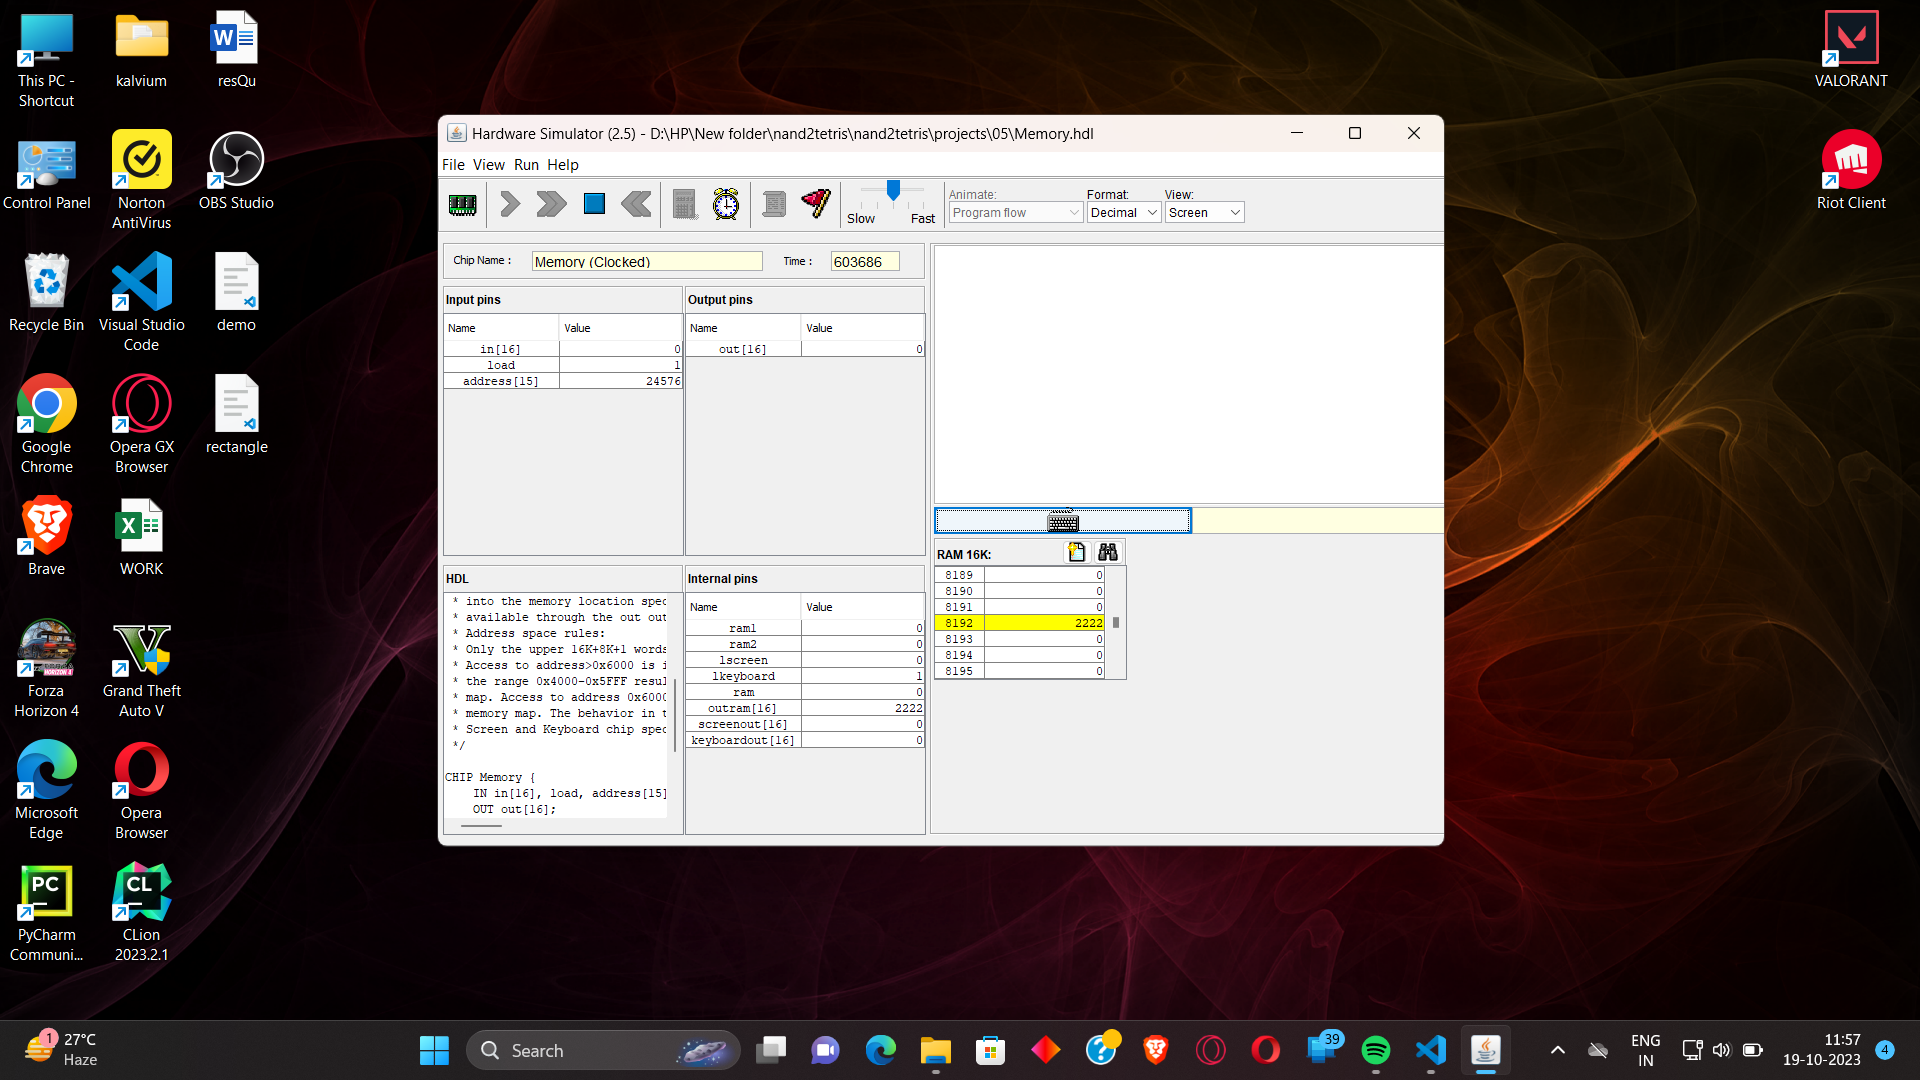 This PC -
Shortcut
kalvium
resQu
Control Panel
Norton
AntiVirus
OBS Studio
Recycle Bin
Visual Studio
Code
demo
Google
Chrome
Opera GX
Browser
rectangle
Brave
WORK
Forza
Horizon 4
Grand Theft
Auto V
Microsoft
Edge
Opera
Browser
PyCharm
Communi...
CLion
2023.2.1
VALORANT
Riot Client
Hardware Simulator (2.5) - D:\HP\New folder\nand2tetris\nand2tetris\projects\05\Memory.hdl
File View Run Help
Slow Fast
Animate:
Program flow
Format:
Decimal
View:
Screen
Chip Name : Memory (Clocked) Time : 603686
Input pins
Name Value
in[16] 0
load 1
address[15] 24576
Output pins
Name Value
out[16] 0
HDL
* into the memory location spec
* available through the out out
* Address space rules:
* Only the upper 16K+8K+1 words
* Access to address>0x6000 is i
* the range 0x4000-0x5FFF resul
* map. Access to address 0x6000
* memory map. The behavior in t
* Screen and Keyboard chip spec
*/
CHIP Memory {
IN in[16], load, address[15]
OUT out[16];
Internal pins
Name Value
ram1 0
ram2 0
lscreen 0
lkeyboard 1
ram 0
outram[16] 2222
screenout[16] 0
keyboardout[16] 0
RAM 16K:
8189 0
8190 0
8191 0
8192 2222
8193 0
8194 0
8195 0
1
27°C
Haze
Search
39
ENG
IN
11:57
19-10-2023
4